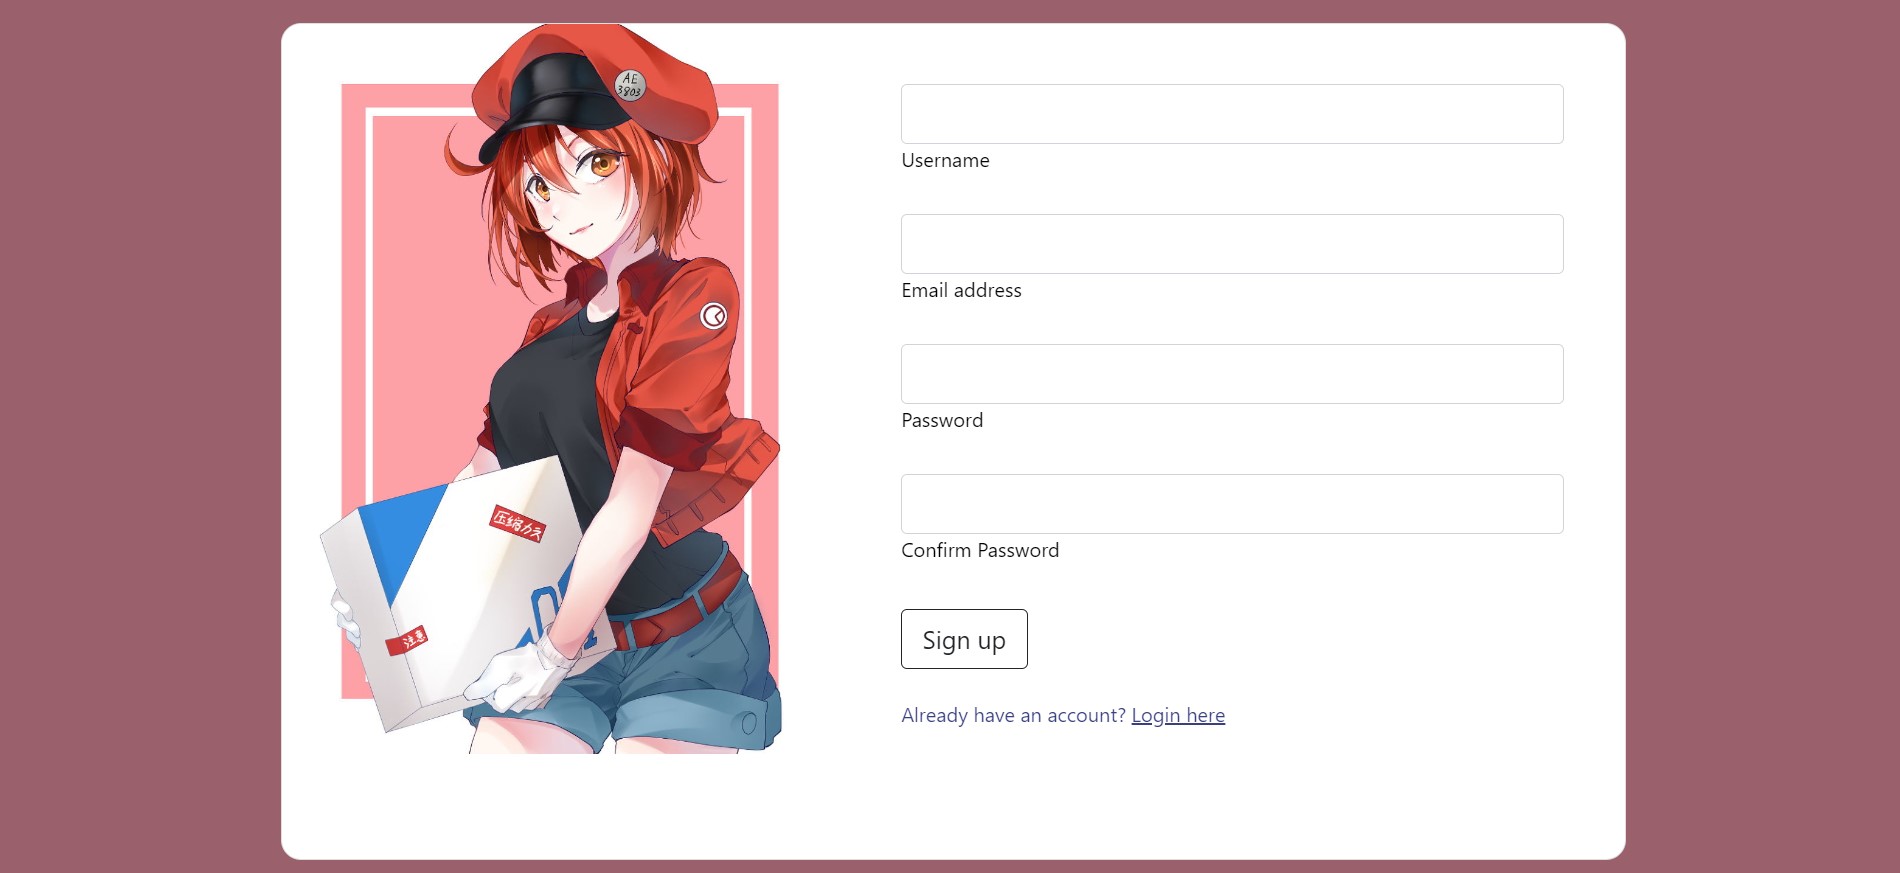 AE
3803
圧縮ガス
注意
Username
Email address
Password
Confirm Password
Sign up
Already have an account? Login here